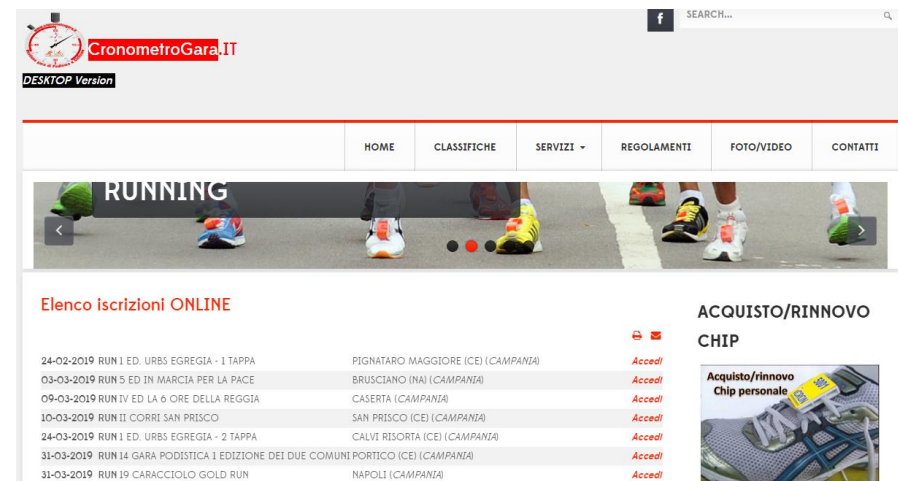 SEARCH...
CronometroGara.IT
DESKTOP Version
HOME CLASSIFICHE SERVIZI REGOLAMENTI FOTO/VIDEO CONTATTI
RUNNING
Elenco iscrizioni ONLINE
24-02-2019 RUN 1 ED. URBS EGREGIA - 1 TAPPA PIGNATARO MAGGIORE (CE) (CAMPANIA) Accedi
03-03-2019 RUN 5 ED IN MARCIA PER LA PACE BRUSCIANO (NA) (CAMPANIA) Accedi
09-03-2019 RUN IV ED LA 6 ORE DELLA REGGIA CASERTA (CAMPANIA) Accedi
10-03-2019 RUN II CORRI SAN PRISCO SAN PRISCO (CE) (CAMPANIA) Accedi
24-03-2019 RUN 1 ED. URBS EGREGIA - 2 TAPPA CALVI RISORTA (CE) (CAMPANIA) Accedi
31-03-2019 RUN 14 GARA PODISTICA 1 EDIZIONE DEI DUE COMUNI PORTICO (CE) (CAMPANIA) Accedi
31-03-2019 RUN 19 CARACCIOLO GOLD RUN NAPOLI (CAMPANIA) Accedi
ACQUISTO/RINNOVO
CHIP
Acquisto/rinnovo
Chip personale